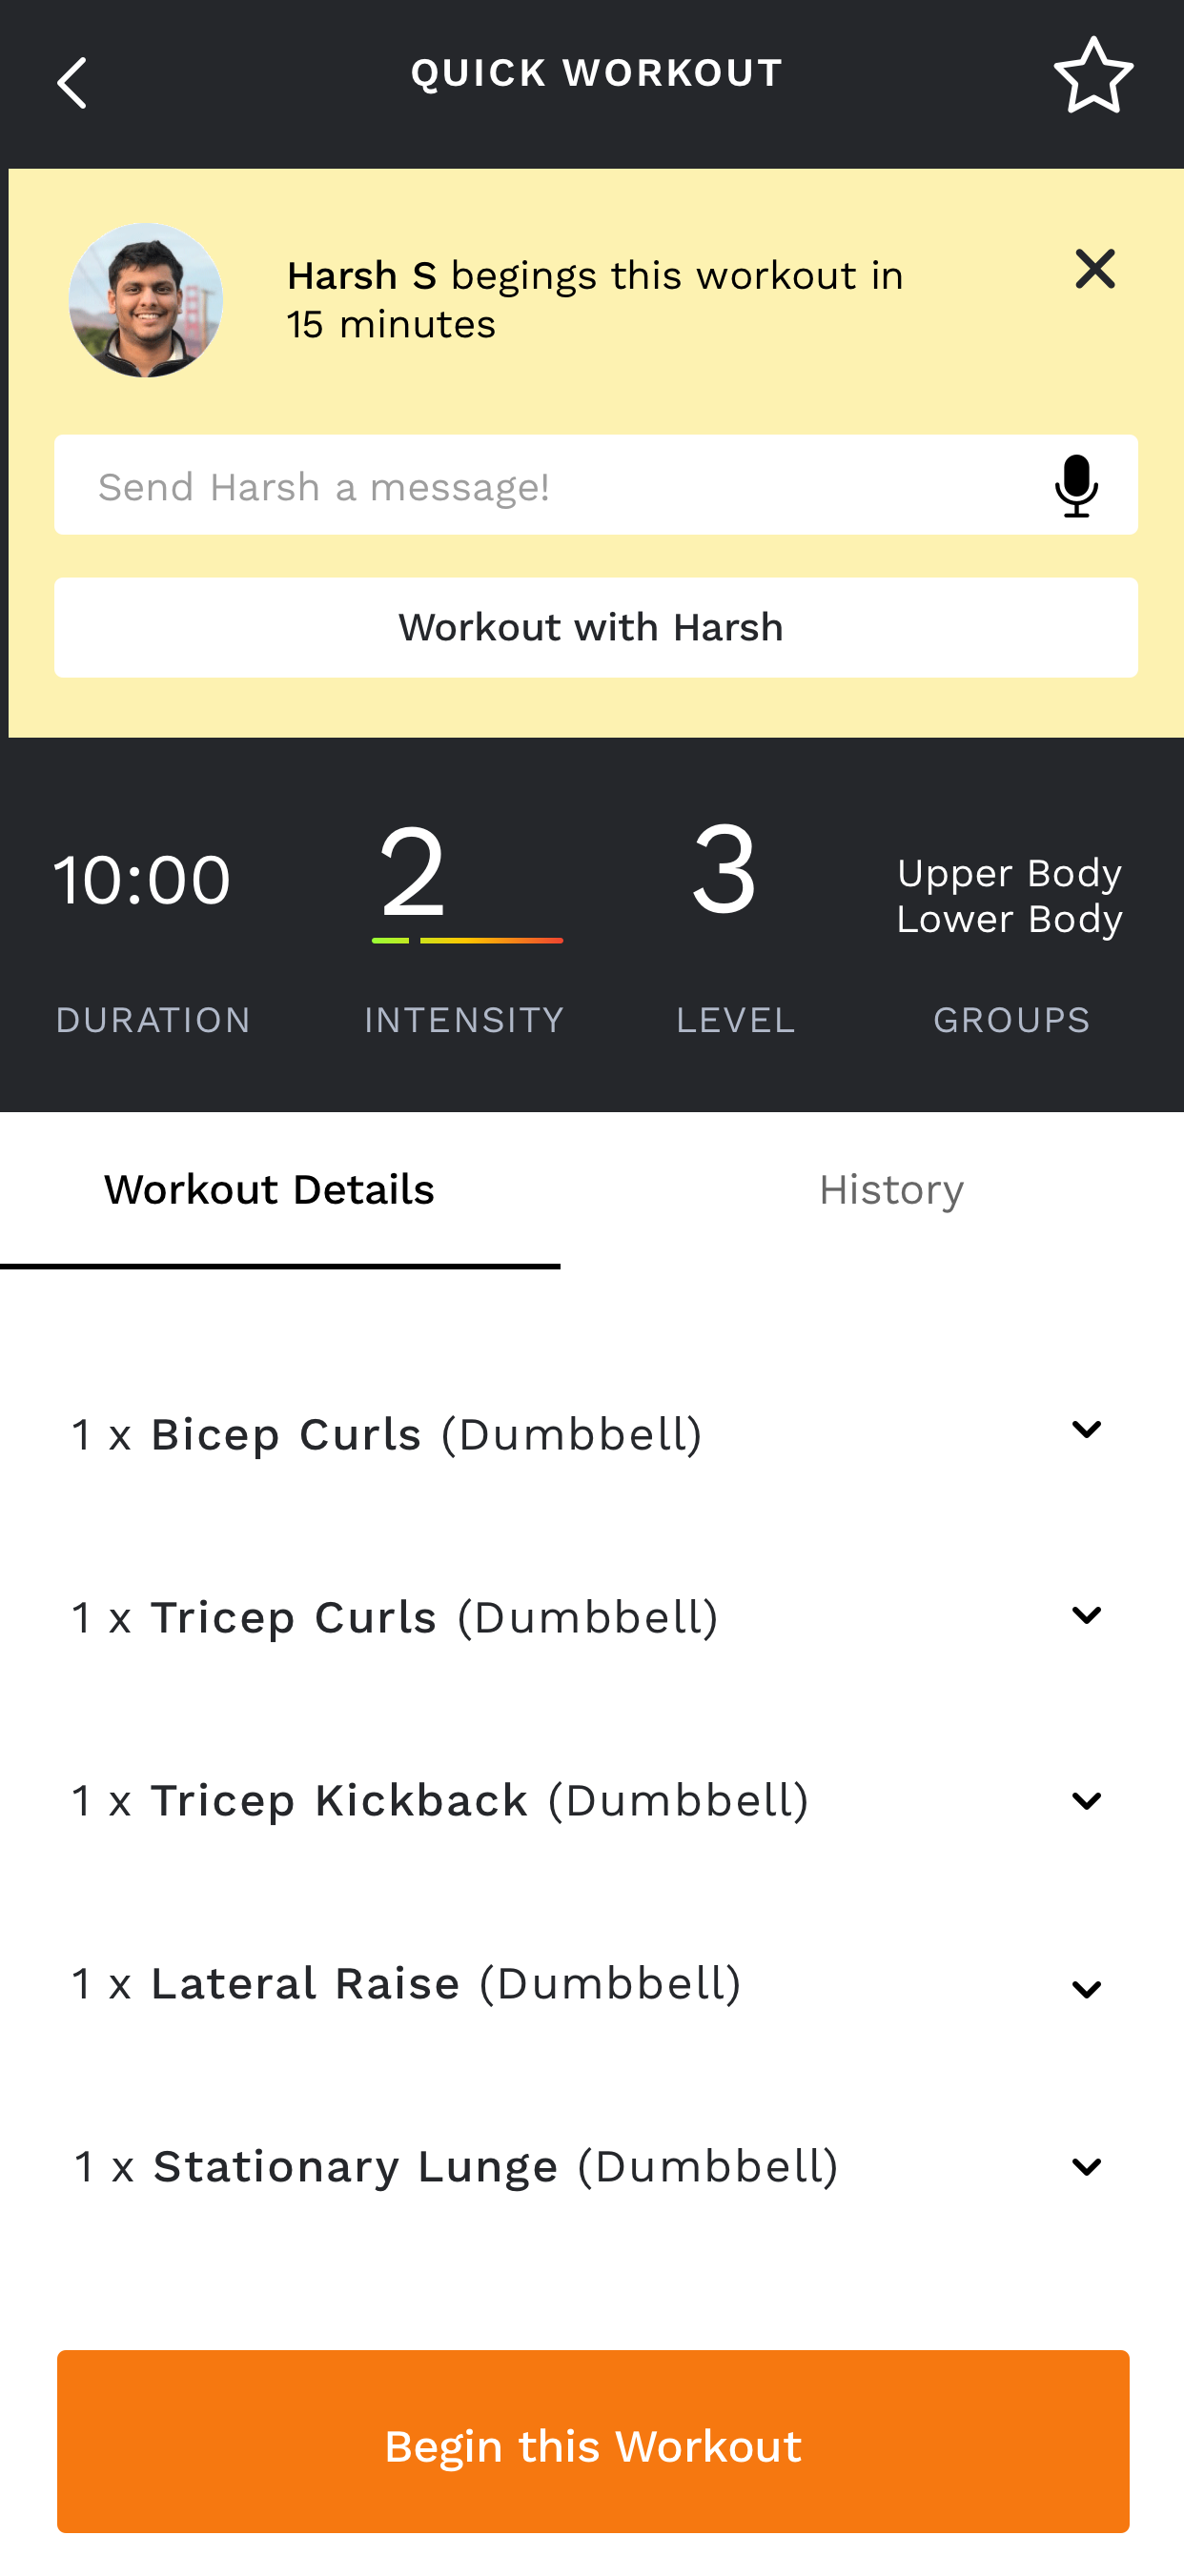 QUICK WORKOUT
Harsh S begings this workout in
15 minutes
Send Harsh a message!
Workout with Harsh
10:00
2
3
Upper Body
Lower Body
DURATION
INTENSITY
LEVEL
GROUPS
Workout Details
History
1 x Bicep Curls (Dumbbell)
1 x Tricep Curls (Dumbbell)
1 x Tricep Kickback (Dumbbell)
1 x Lateral Raise (Dumbbell)
1 x Stationary Lunge (Dumbbell)
Begin this Workout